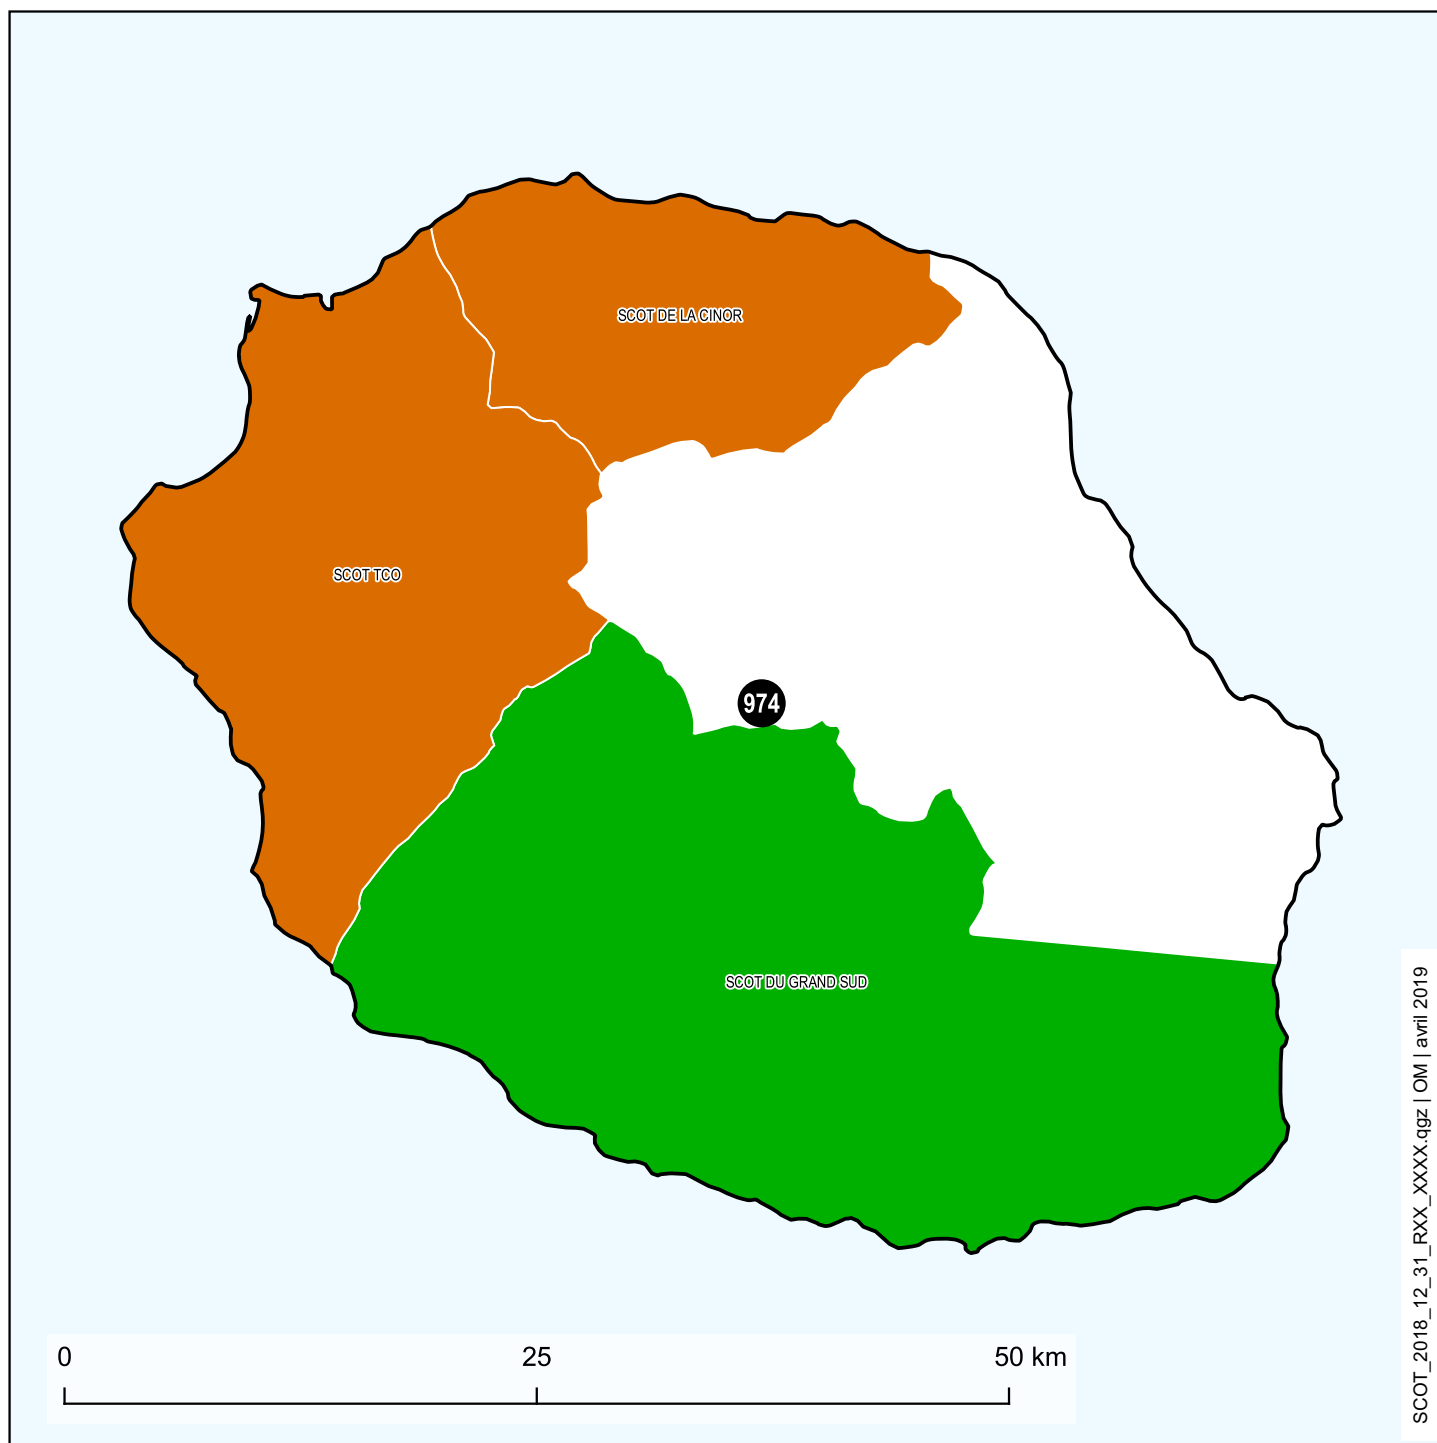 SCOT DE LA CINOR
SCOT TCO
974
SCOT DU GRAND SUD
0 25 50 km
SCOT_2018_12_31_RXX_XXXX.qgz | OM | avril 2019